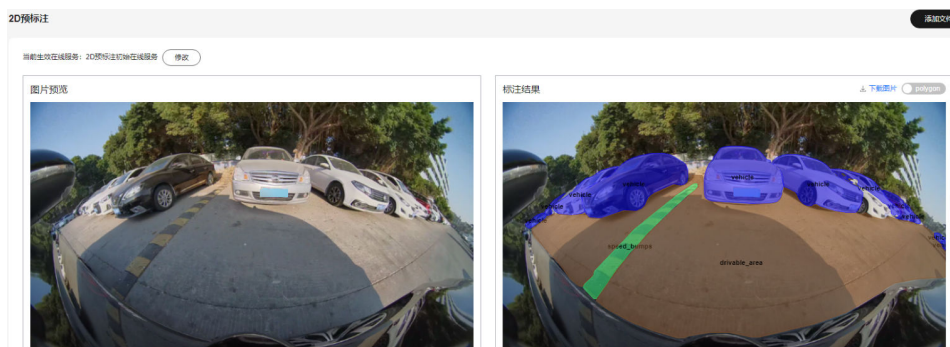 2D预标注
添加文件
当前生效在线服务：2D预标注初始在线服务
修改
图片预览
标注结果
下载图片
polygon
vehicle
vehicle
vehicle
vehicle
vehicle
speed_bumps
drivable_area